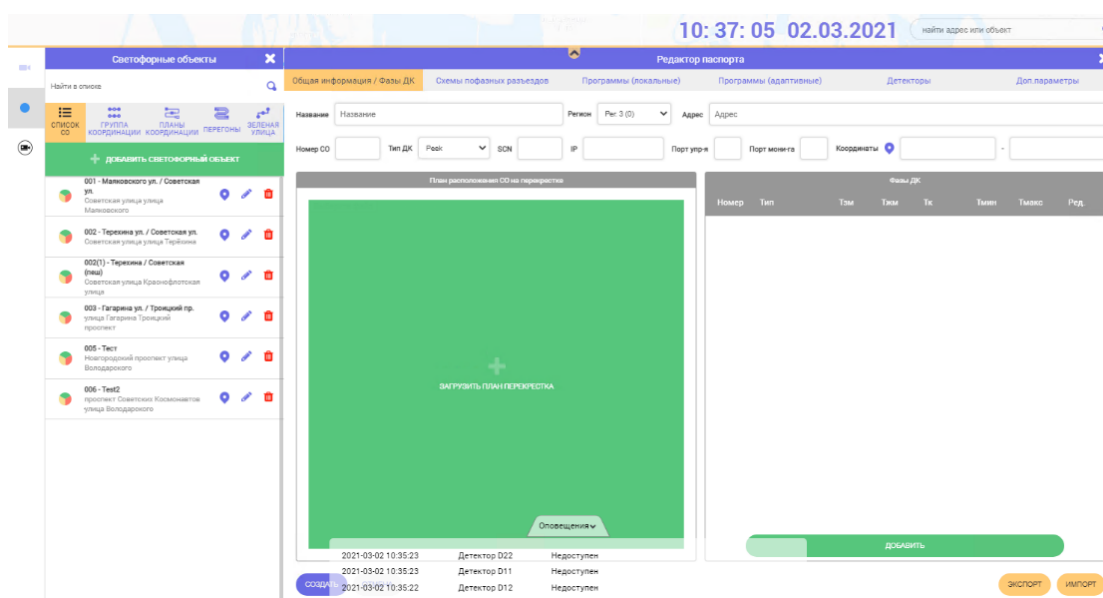 10: 37: 05 02.03.2021
найти адрес или объект
Светофорные объекты
Редактор паспорта
Найти в списке
Общая информация / Фазы ДК
Схемы пофазных разъездов
Программы (локальные)
Программы (адаптивные)
Детекторы
Доп.параметры
СПИСОК СО
ГРУППА КООРДИНАЦИИ
ПЛАНЫ КООРДИНАЦИИ
ПЕРЕГОНЫ
ЗЕЛЕНАЯ УЛИЦА
Название
Название
Регион
Рег 3 (0)
Адрес
Адрес
Номер СО
Тип ДК
Peek
SCN
IP
Порт упр-я
Порт мони-га
Координаты
-
ДОБАВИТЬ СВЕТОФОРНЫЙ ОБЪЕКТ
001 - Маяковского ул. / Советская
ул.
Советская улица улица
Маяковского
002 - Терехина ул. / Советская ул.
Советская улица улица Терёхина
002(1) - Терехина / Советская
(пеш)
Советская улица Краснофлотская
улица
003 - Гагарина ул. / Троицкий пр.
улица Гагарина Троицкий
проспект
005 - Тест
Новгородский проспект улица
Володарского
006 - Test2
проспект Советских Космонавтов
улица Володарского
План расположения СО на перекрестке
ЗАГРУЗИТЬ ПЛАН ПЕРЕКРЕСТКА
Фазы ДК
Номер Тип Тзм Тжм Тк Тмин Тмакс Ред.
ДОБАВИТЬ
Оповещения
2021-03-02 10:35:23 Детектор D22 Недоступен
2021-03-02 10:35:23 Детектор D11 Недоступен
2021-03-02 10:35:22 Детектор D12 Недоступен
СОЗДАТЬ
ЭКСПОРТ
ИМПОРТ